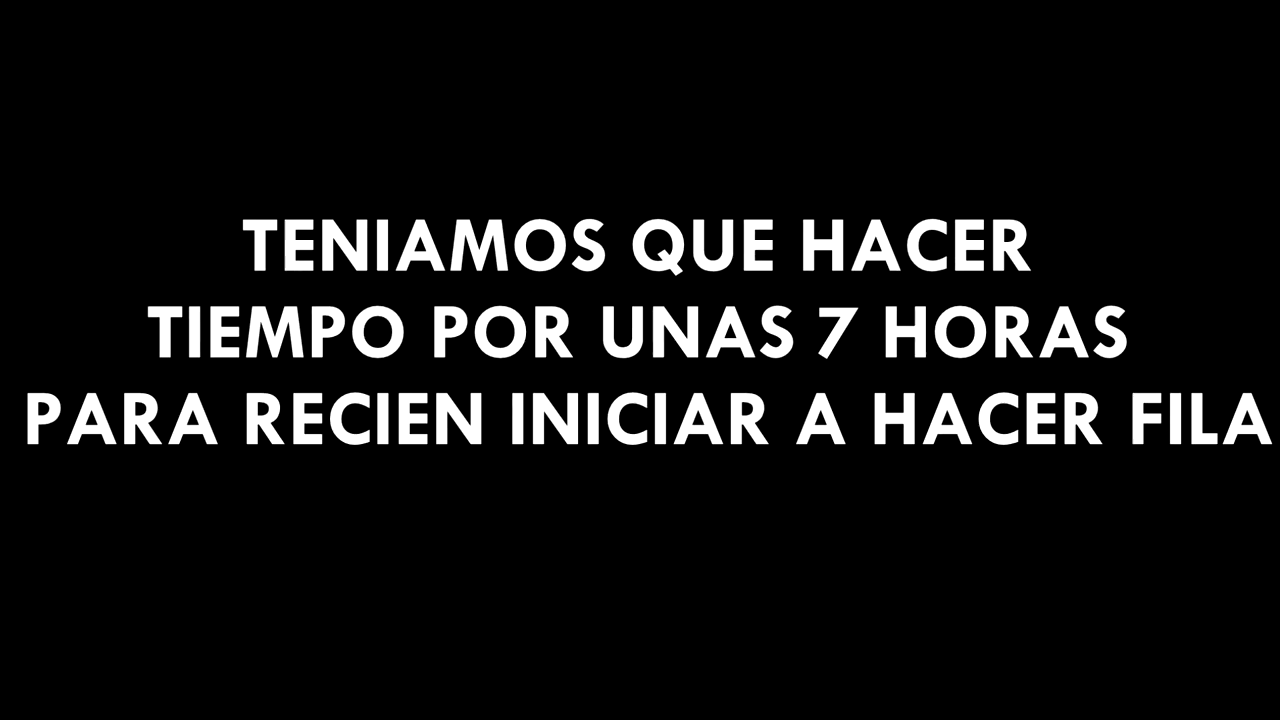 TENIAMOS QUE HACER
TIEMPO POR UNAS 7 HORAS
PARA RECIEN INICIAR A HACER FILA